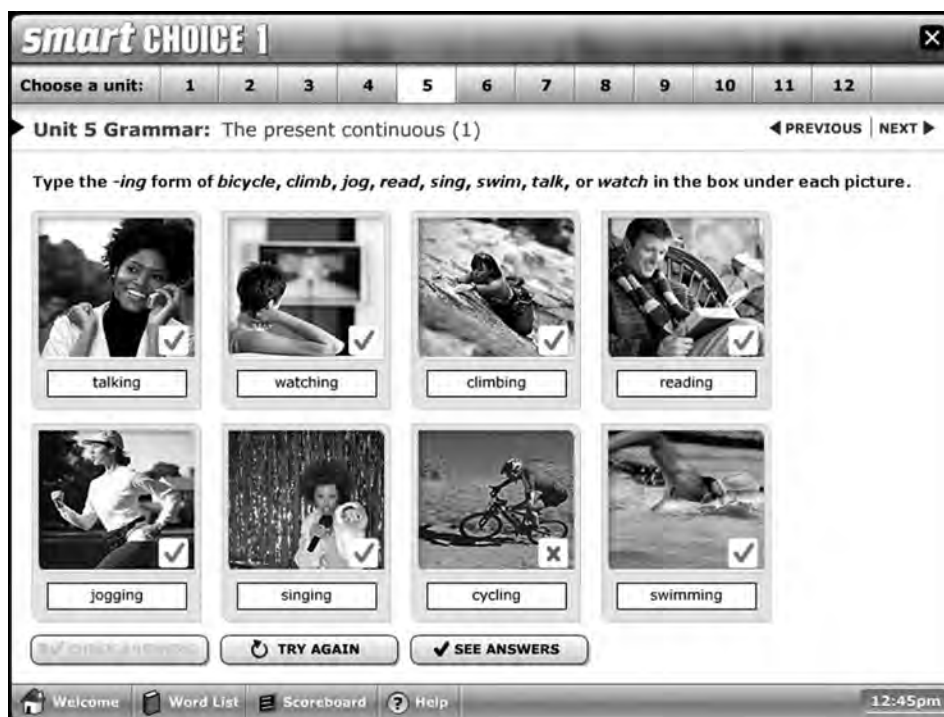 smart CHOICE 1
Choose a unit: 1 2 3 4 5 6 7 8 9 10 11 12
Unit 5 Grammar: The present continuous (1) PREVIOUS NEXT
Type the -ing form of bicycle, climb, jog, read, sing, swim, talk, or watch in the box under each picture.
talking watching climbing reading
jogging singing cycling swimming
CHECK ANSWERS TRY AGAIN SEE ANSWERS
Welcome Word List Scoreboard ? Help 12:45pm